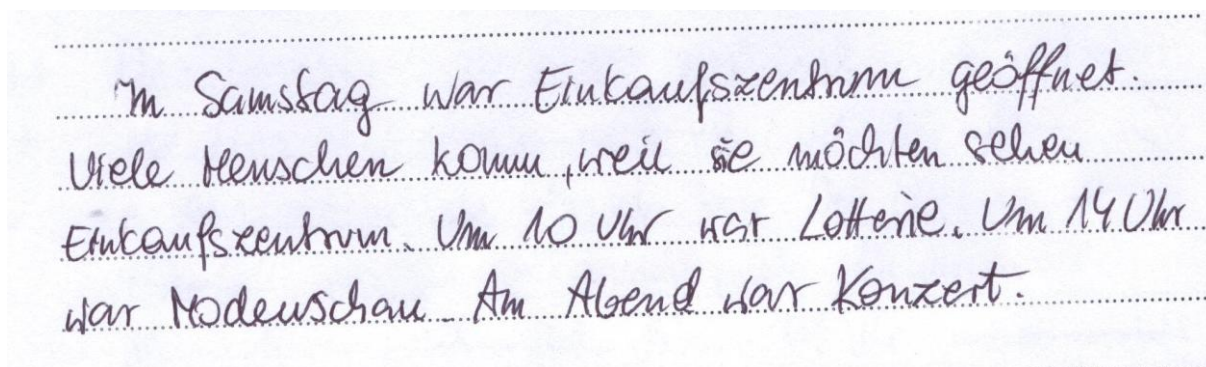 Im Samstag war Einkaufszentrum geöffnet.
Viele Menschen komm, weil sie möchten sehen
Einkaufszentrum. Um 10 Uhr war Lotterie. Um 14 Uhr
war Modenschau. Am Abend war Konzert.